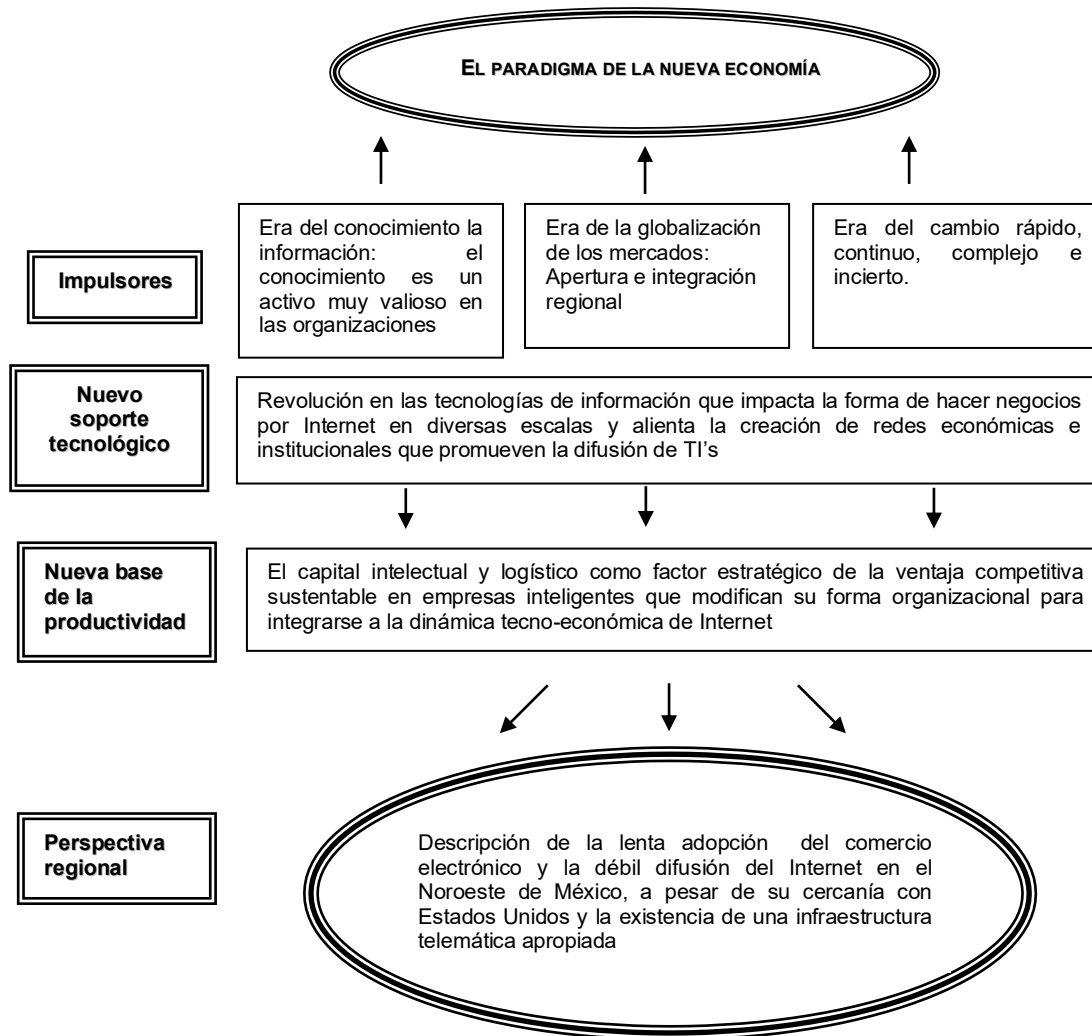 EL PARADIGMA DE LA NUEVA ECONOMÍA
Impulsores
Era del conocimiento la
información: el
conocimiento es un
activo muy valioso en
las organizaciones
Era de la globalización
de los mercados:
Apertura e integración
regional
Era del cambio rápido,
continuo, complejo e
incierto.
Nuevo
soporte
tecnológico
Revolución en las tecnologías de información que impacta la forma de hacer negocios
por Internet en diversas escalas y alienta la creación de redes económicas e
institucionales que promueven la difusión de TI’s
Nueva base
de la
productividad
El capital intelectual y logístico como factor estratégico de la ventaja competitiva
sustentable en empresas inteligentes que modifican su forma organizacional para
integrarse a la dinámica tecno-económica de Internet
Perspectiva
regional
Descripción de la lenta adopción del comercio
electrónico y la débil difusión del Internet en el
Noroeste de México, a pesar de su cercanía con
Estados Unidos y la existencia de una infraestructura
telemática apropiada